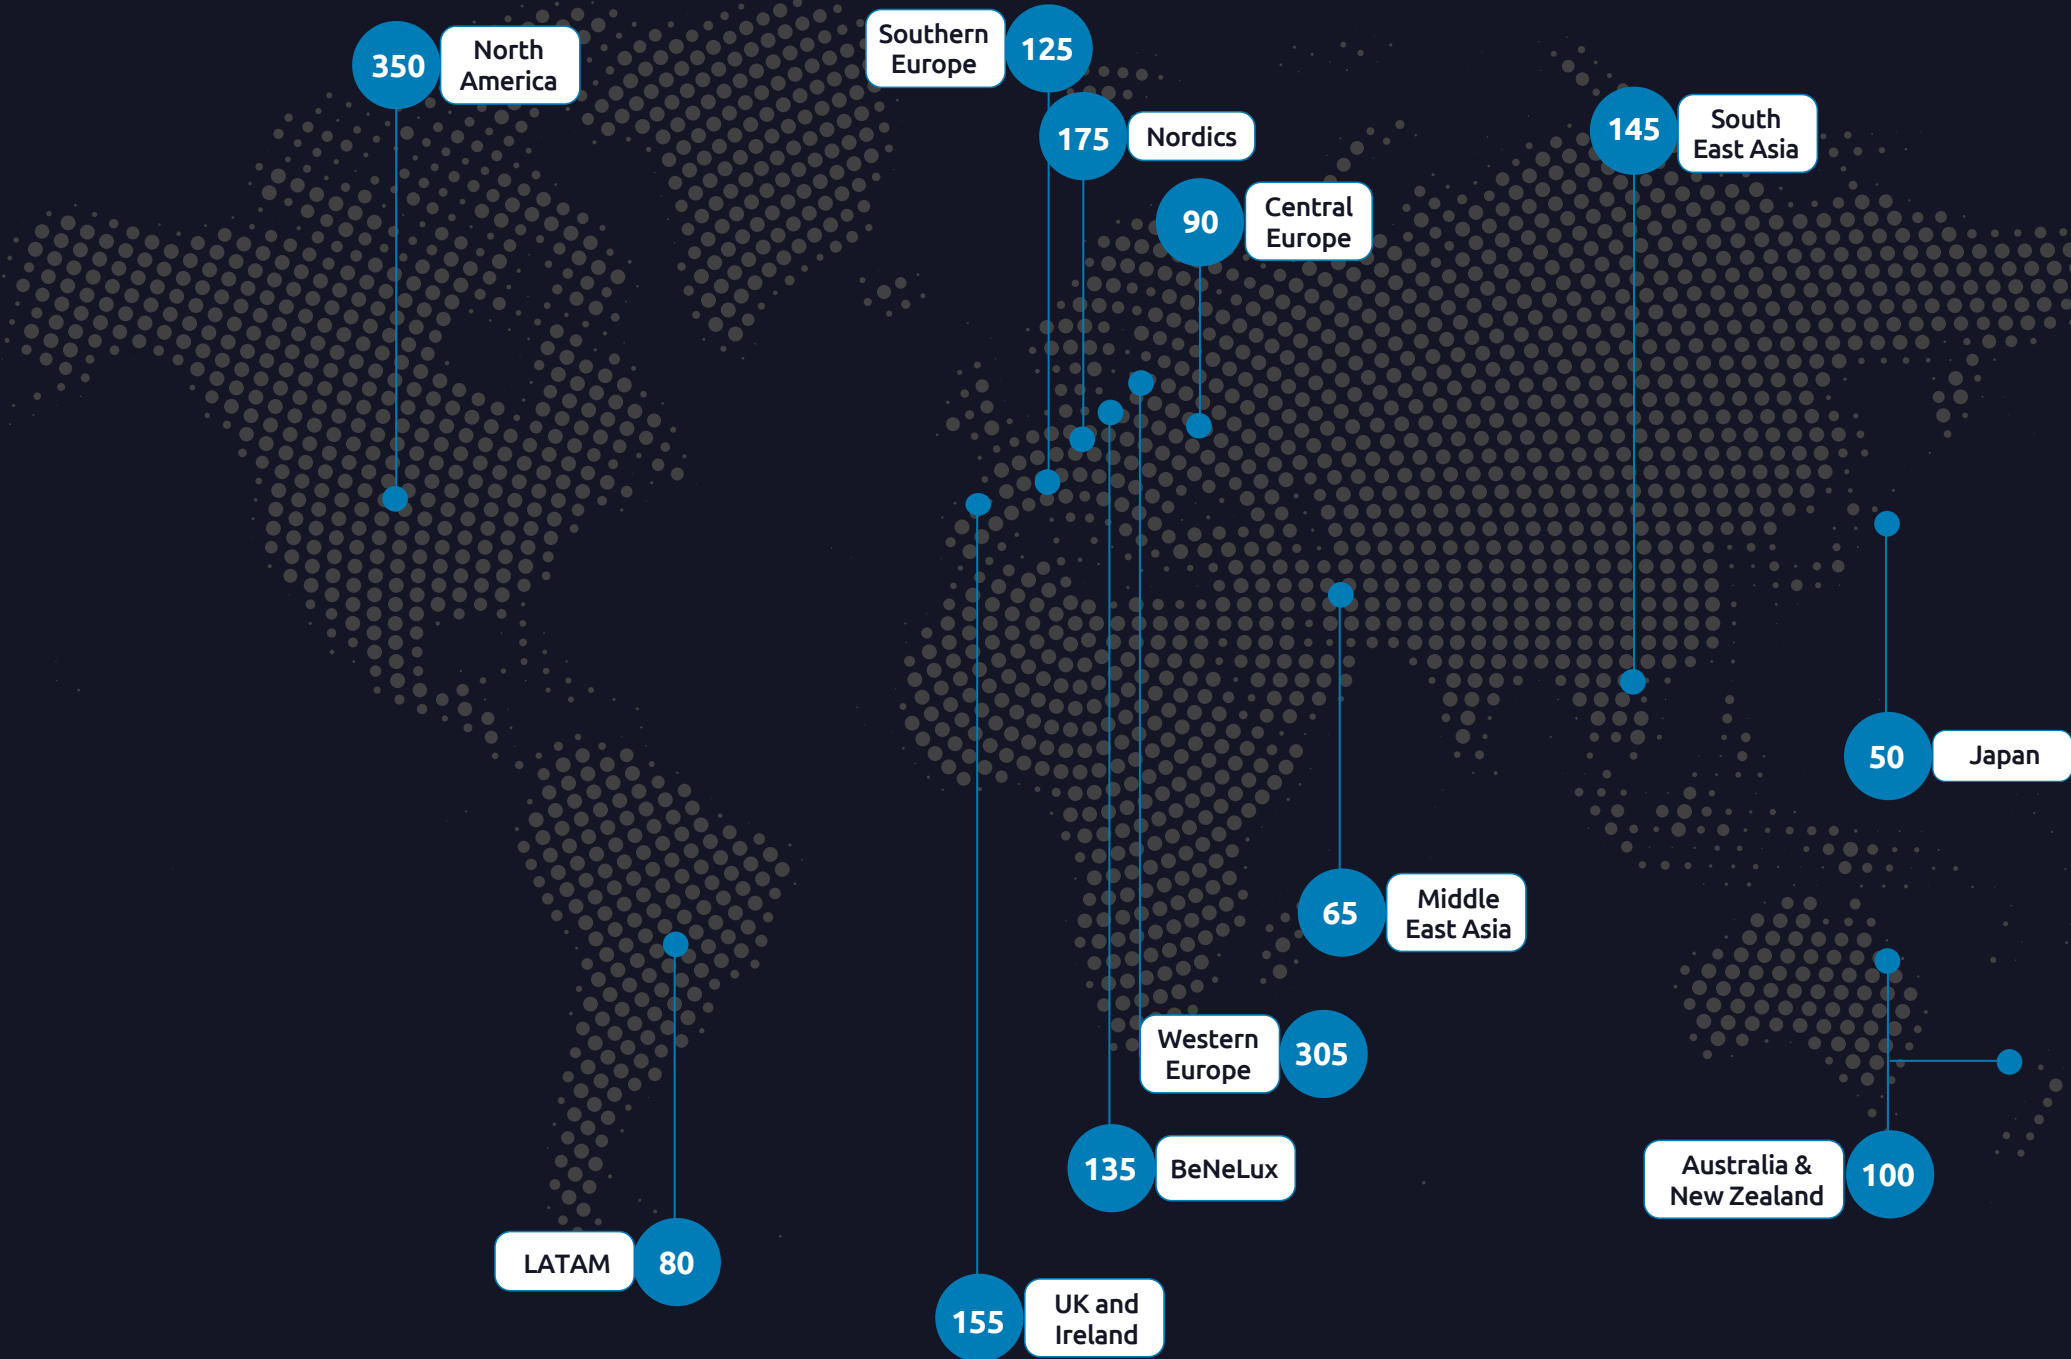 350
North
America
Southern
Europe
125
175
Nordics
90
Central
Europe
145
South
East Asia
50
Japan
65
Middle
East Asia
Western
Europe
305
135
BeNeLux
Australia &
New Zealand
100
LATAM
80
155
UK and
Ireland